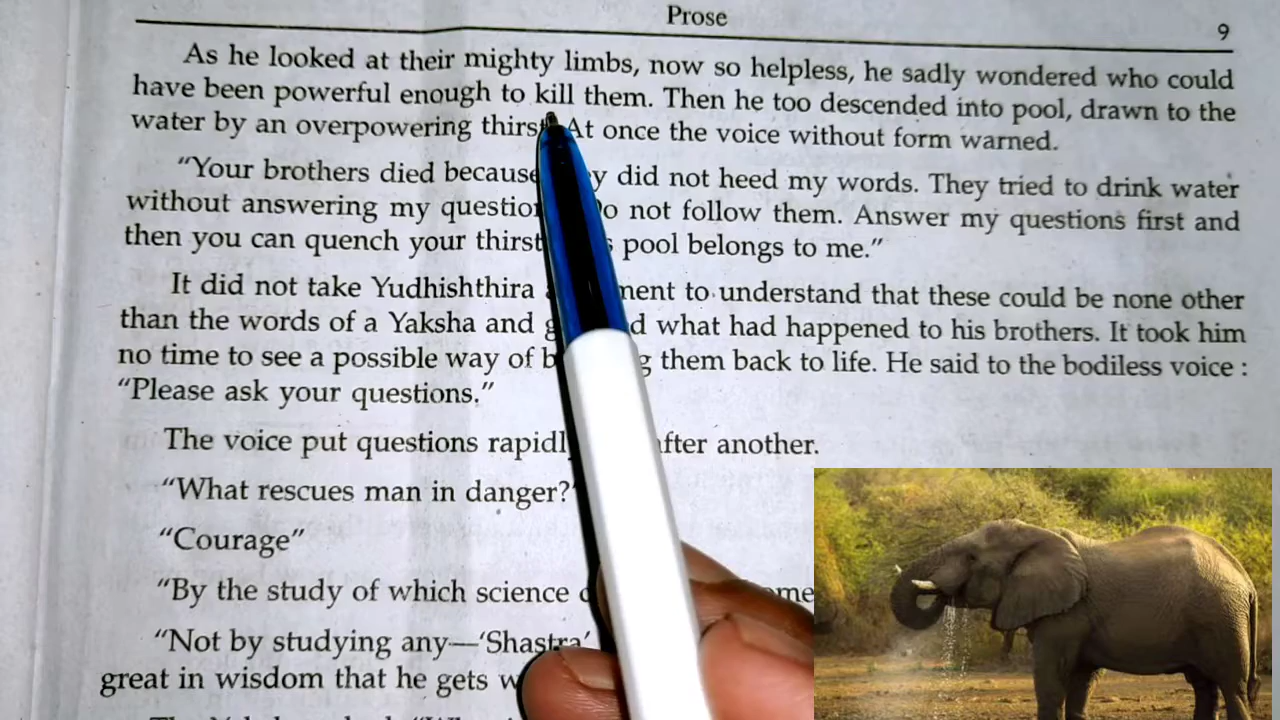 Prose
9
As he looked at their mighty limbs, now so helpless, he sadly wondered who could
have been powerful enough to kill them. Then he too descended into pool, drawn to the
water by an overpowering thirst At once the voice without form warned.
“Your brothers died because did not heed my words. They tried to drink water
without answering my not follow them. Answer my questions first and
then you can quench your thirst pool belongs to me.”
It did not take Yudhishthira to understand that these could be none other
than the words of a Yaksha and what had happened to his brothers. It took him
no time to see a possible way of them back to life. He said to the bodiless voice :
“Please ask your questions.”
The voice put questions after another.
“What rescues man in danger?
“Courage”
“By the study of which science
“Not by studying any—‘Shastra’
great in wisdom that he gets